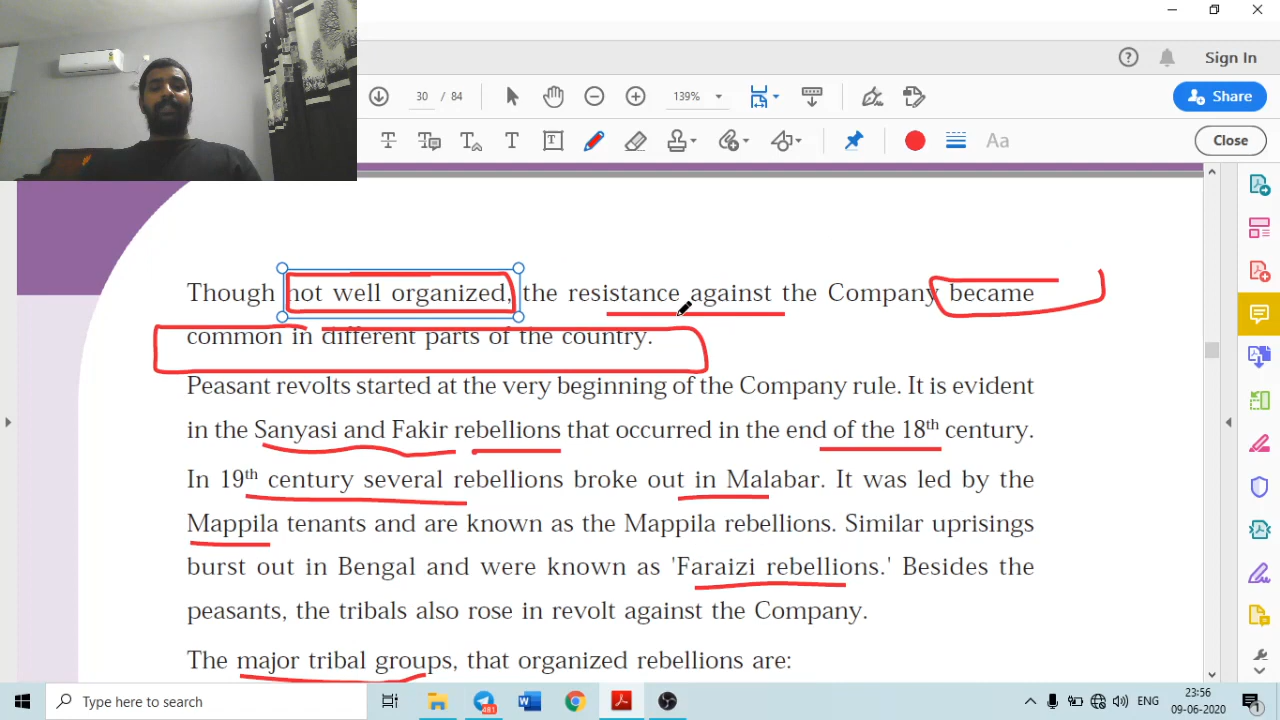 Sign In
30 / 84
139%
Share
Aa
Close
Though not well organized, the resistance against the Company became
common in different parts of the country.
Peasant revolts started at the very beginning of the Company rule. It is evident
in the Sanyasi and Fakir rebellions that occurred in the end of the 18th century.
In 19th century several rebellions broke out in Malabar. It was led by the
Mappila tenants and are known as the Mappila rebellions. Similar uprisings
burst out in Bengal and were known as 'Faraizi rebellions.' Besides the
peasants, the tribals also rose in revolt against the Company.
The major tribal groups, that organized rebellions are:
Type here to search
481
ENG
23:56
09-06-2020
1